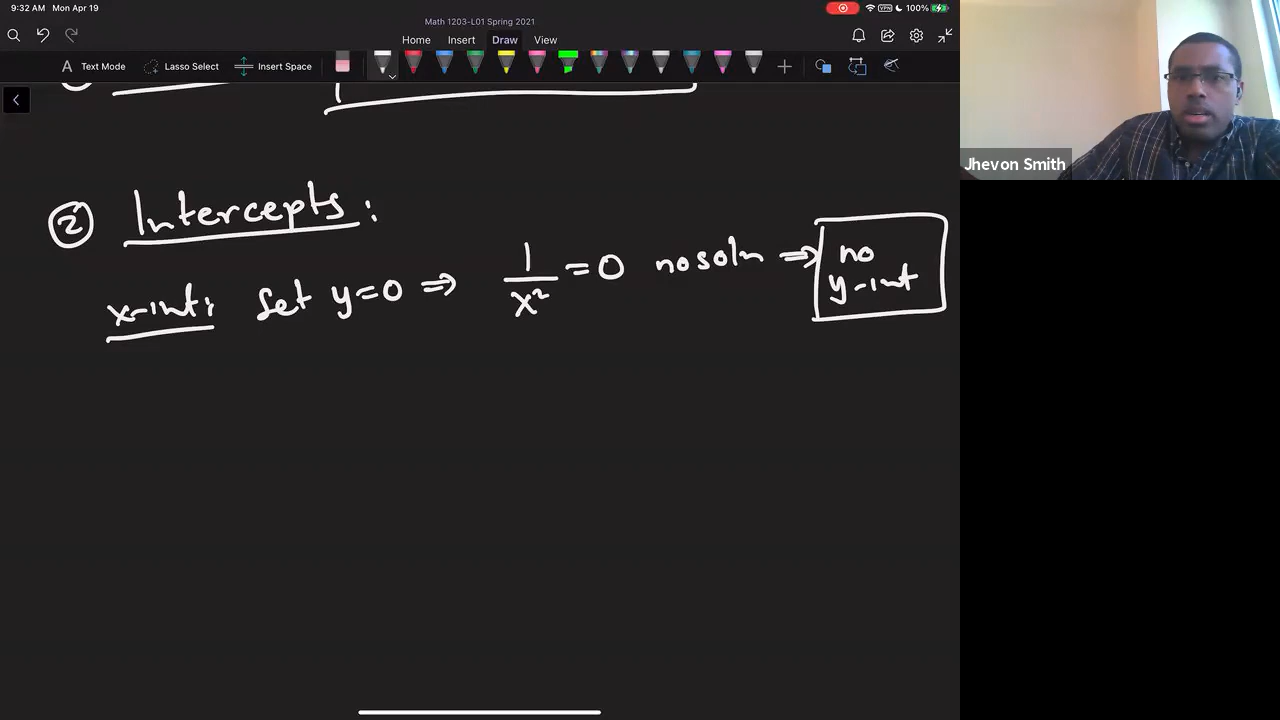 9:32 AM Mon Apr 19
VPN 100%
Math 1203-L01 Spring 2021
Home Insert Draw View
A Text Mode Lasso Select Insert Space
Jhevon Smith
② Intercepts:
x-int: Set y=0 ⇒ 1/x² = 0 no soln ⇒ no
y-int